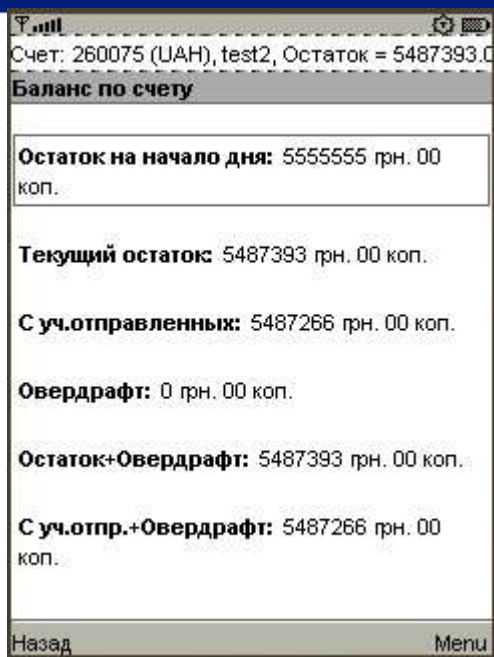 Счет: 260075 (UAH), test2, Остаток = 5487393.0
Баланс по счету
Остаток на начало дня: 5555555 грн. 00
коп.
Текущий остаток: 5487393 грн. 00 коп.
С уч.отправленных: 5487266 грн. 00 коп.
Овердрафт: 0 грн. 00 коп.
Остаток+Овердрафт: 5487393 грн. 00 коп.
С уч.отпр.+Овердрафт: 5487266 грн. 00
коп.
Назад Menu